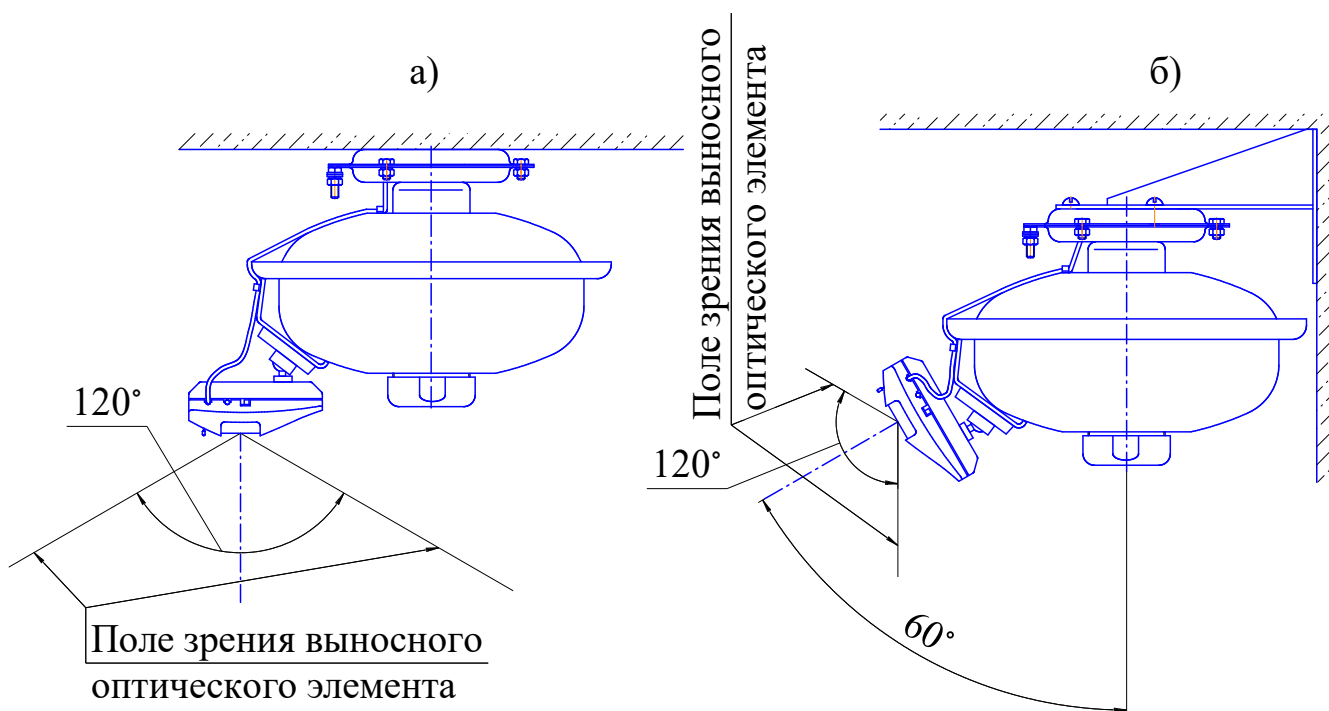 а)
120°
Поле зрения выносного
оптического элемента
б)
Поле зрения выносного
оптического элемента
120°
60°